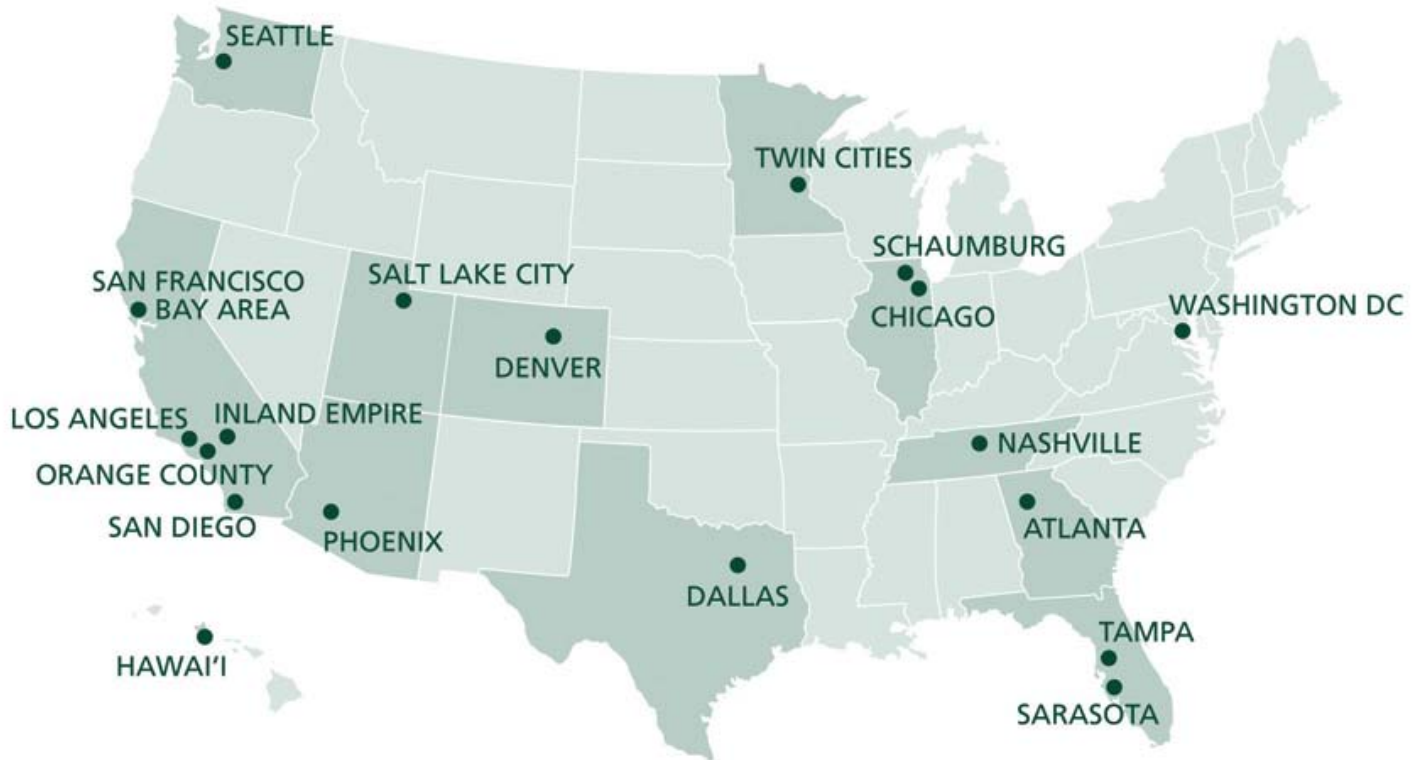 SEATTLE
TWIN CITIES
SCHAUMBURG
SAN FRANCISCO
BAY AREA
SALT LAKE CITY
CHICAGO
WASHINGTON DC
DENVER
LOS ANGELES
INLAND EMPIRE
NASHVILLE
ORANGE COUNTY
SAN DIEGO
PHOENIX
ATLANTA
DALLAS
TAMPA
HAWAI'I
SARASOTA